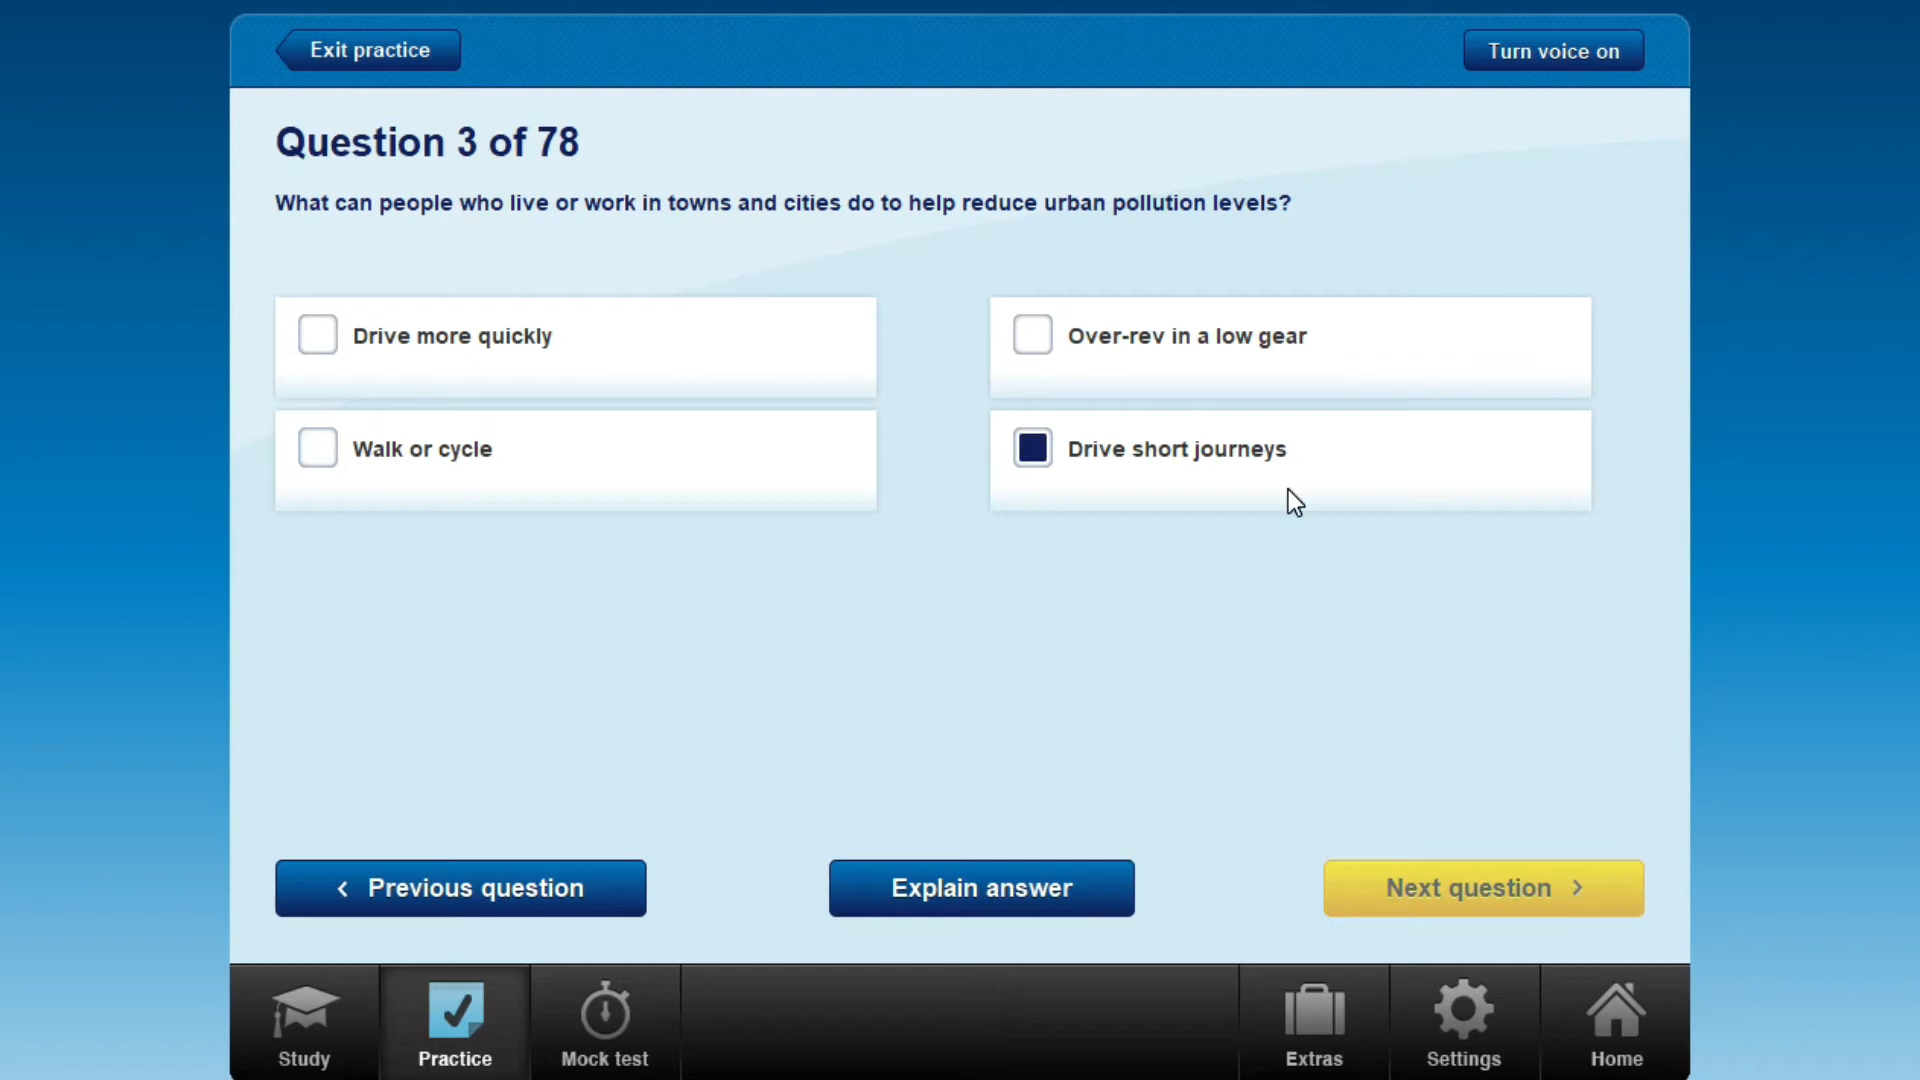 Exit practice
Turn voice on
Question 3 of 78
What can people who live or work in towns and cities do to help reduce urban pollution levels?
Drive more quickly
Over-rev in a low gear
Walk or cycle
Drive short journeys
Previous question
Explain answer
Next question
Study
Practice
Mock test
Extras
Settings
Home